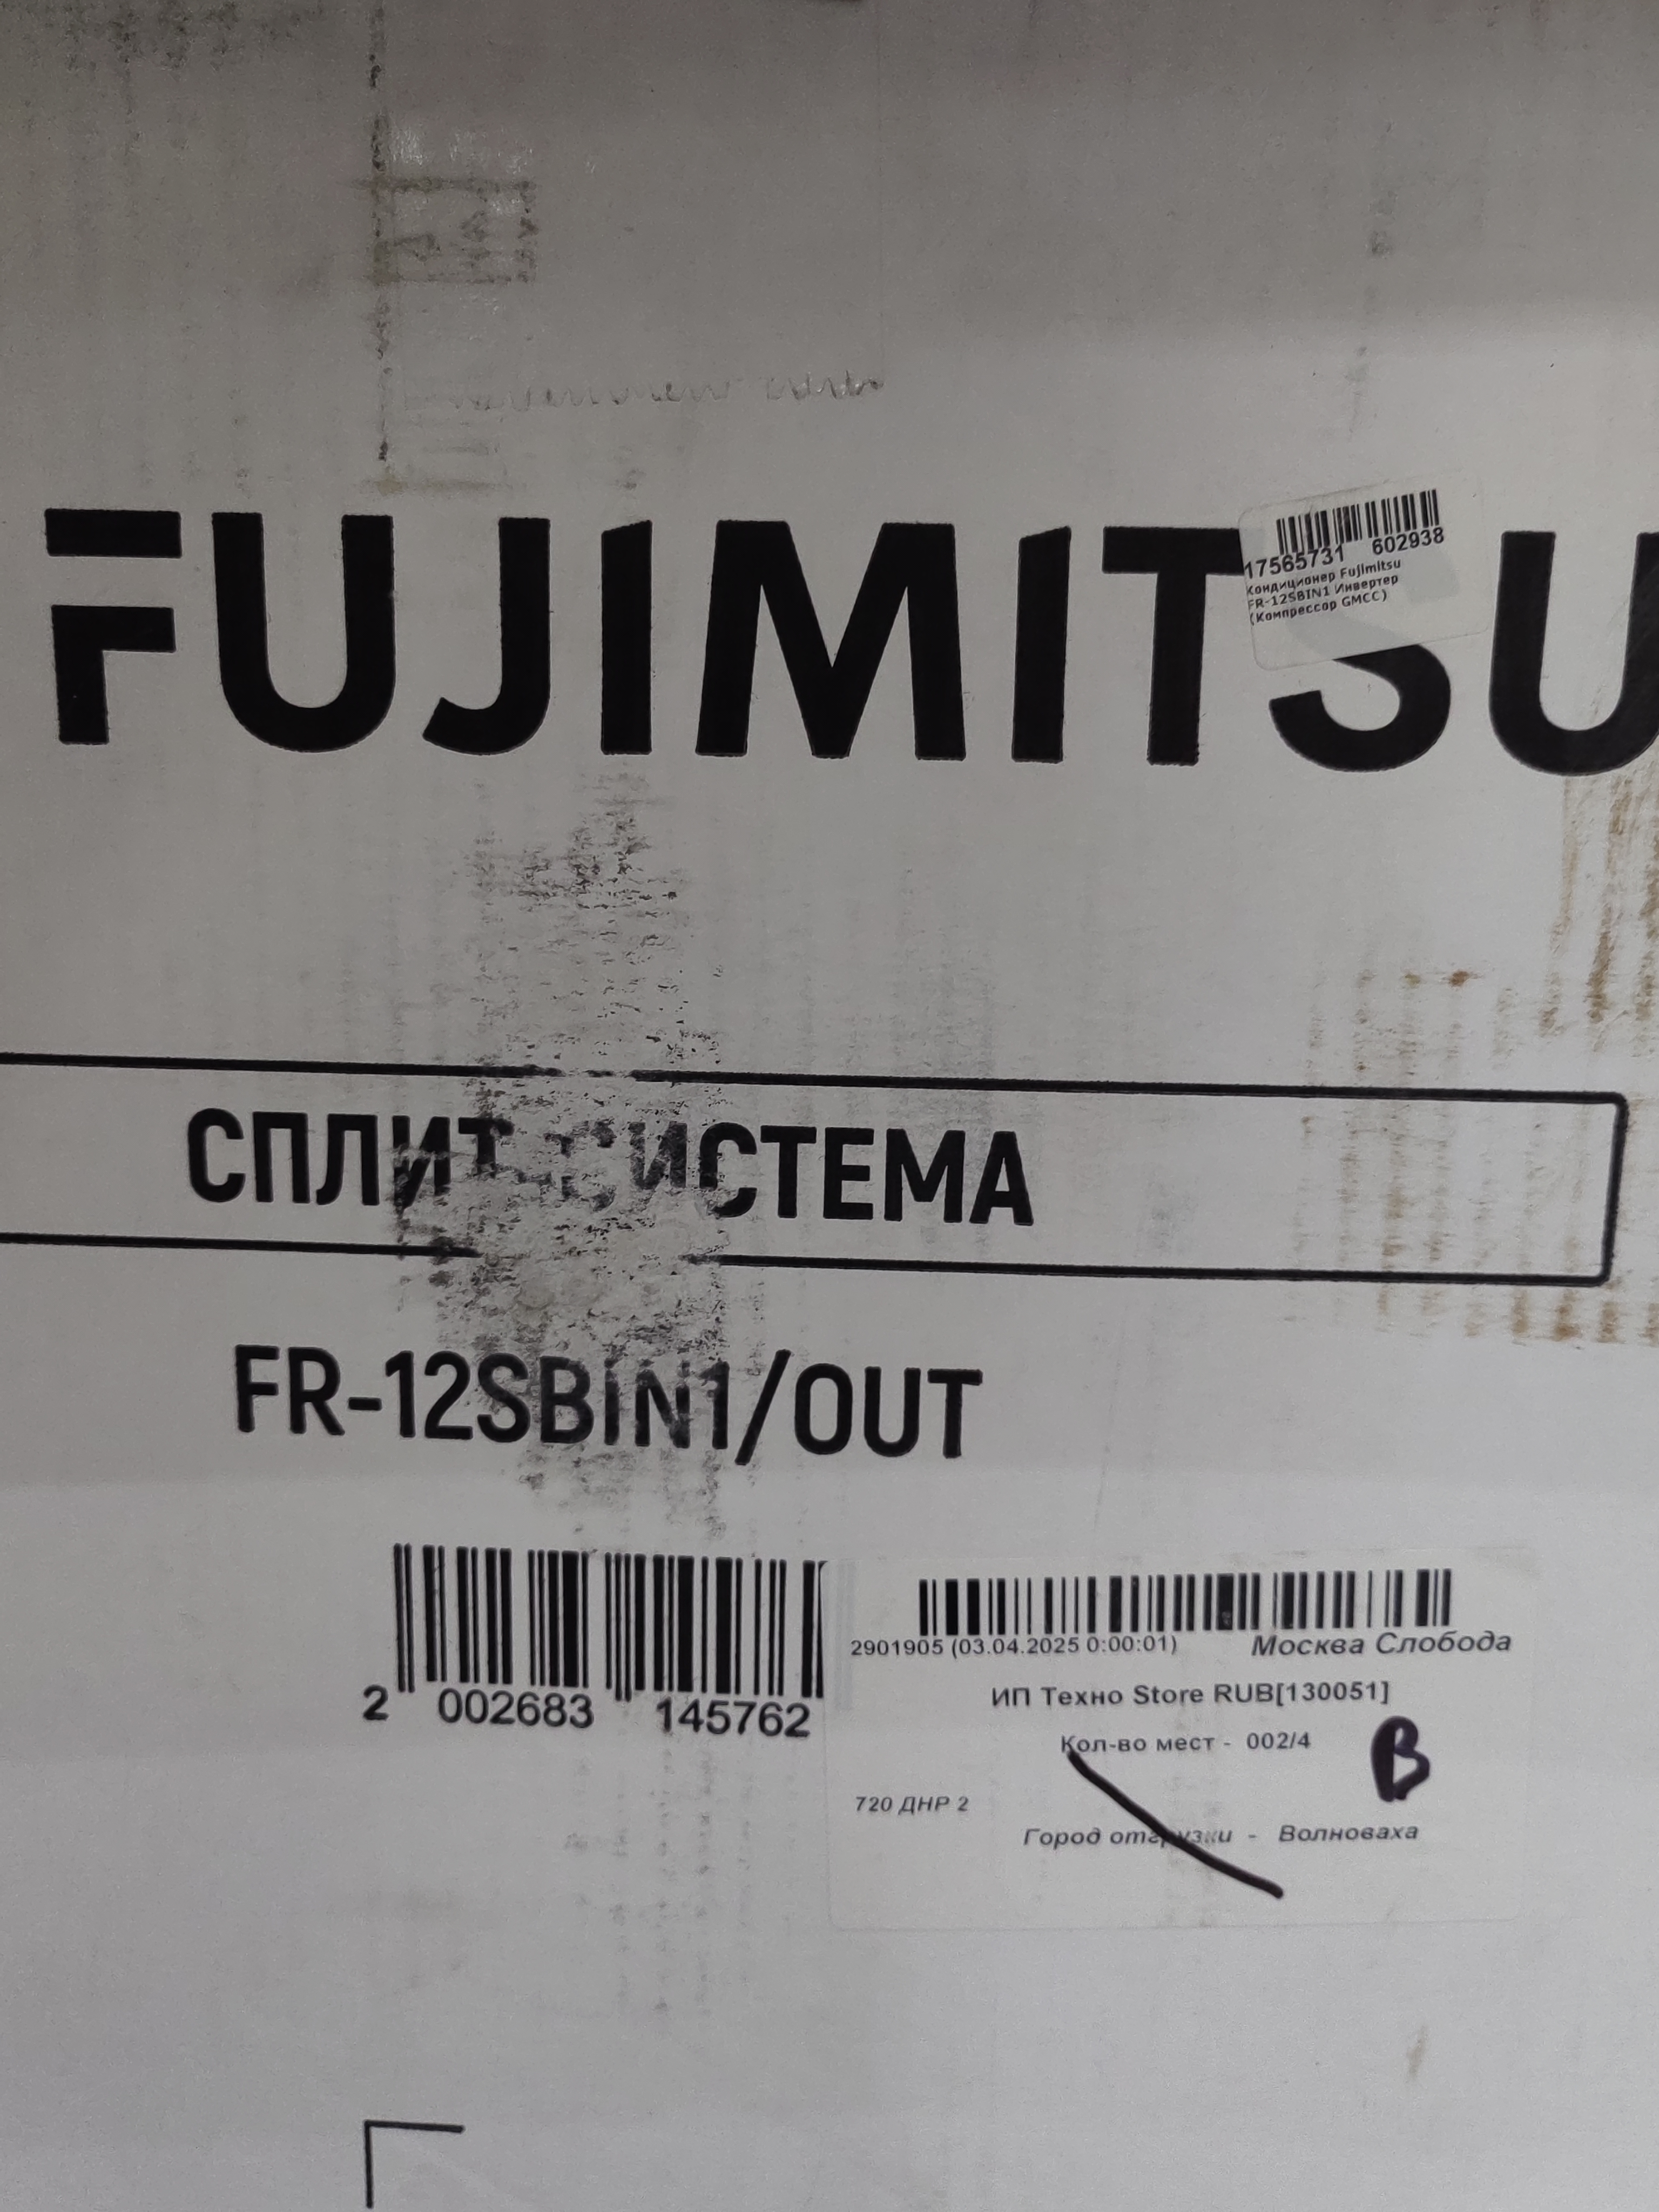 FUJIMITSU
17565731 602938
Кондиционер Fujimitsu
FR-12SBIN1 Инвертер
(Компрессор GMCC)
СПЛИТ-СИСТЕМА
FR-12SBIN1/OUT
2 002683 145762
2901905 (03.04.2025 0:00:01) Москва Слобода
ИП Техно Store RUB[130051]
Кол-во мест - 002/4
В
720 ДНР 2
Город отгрузки - Волноваха